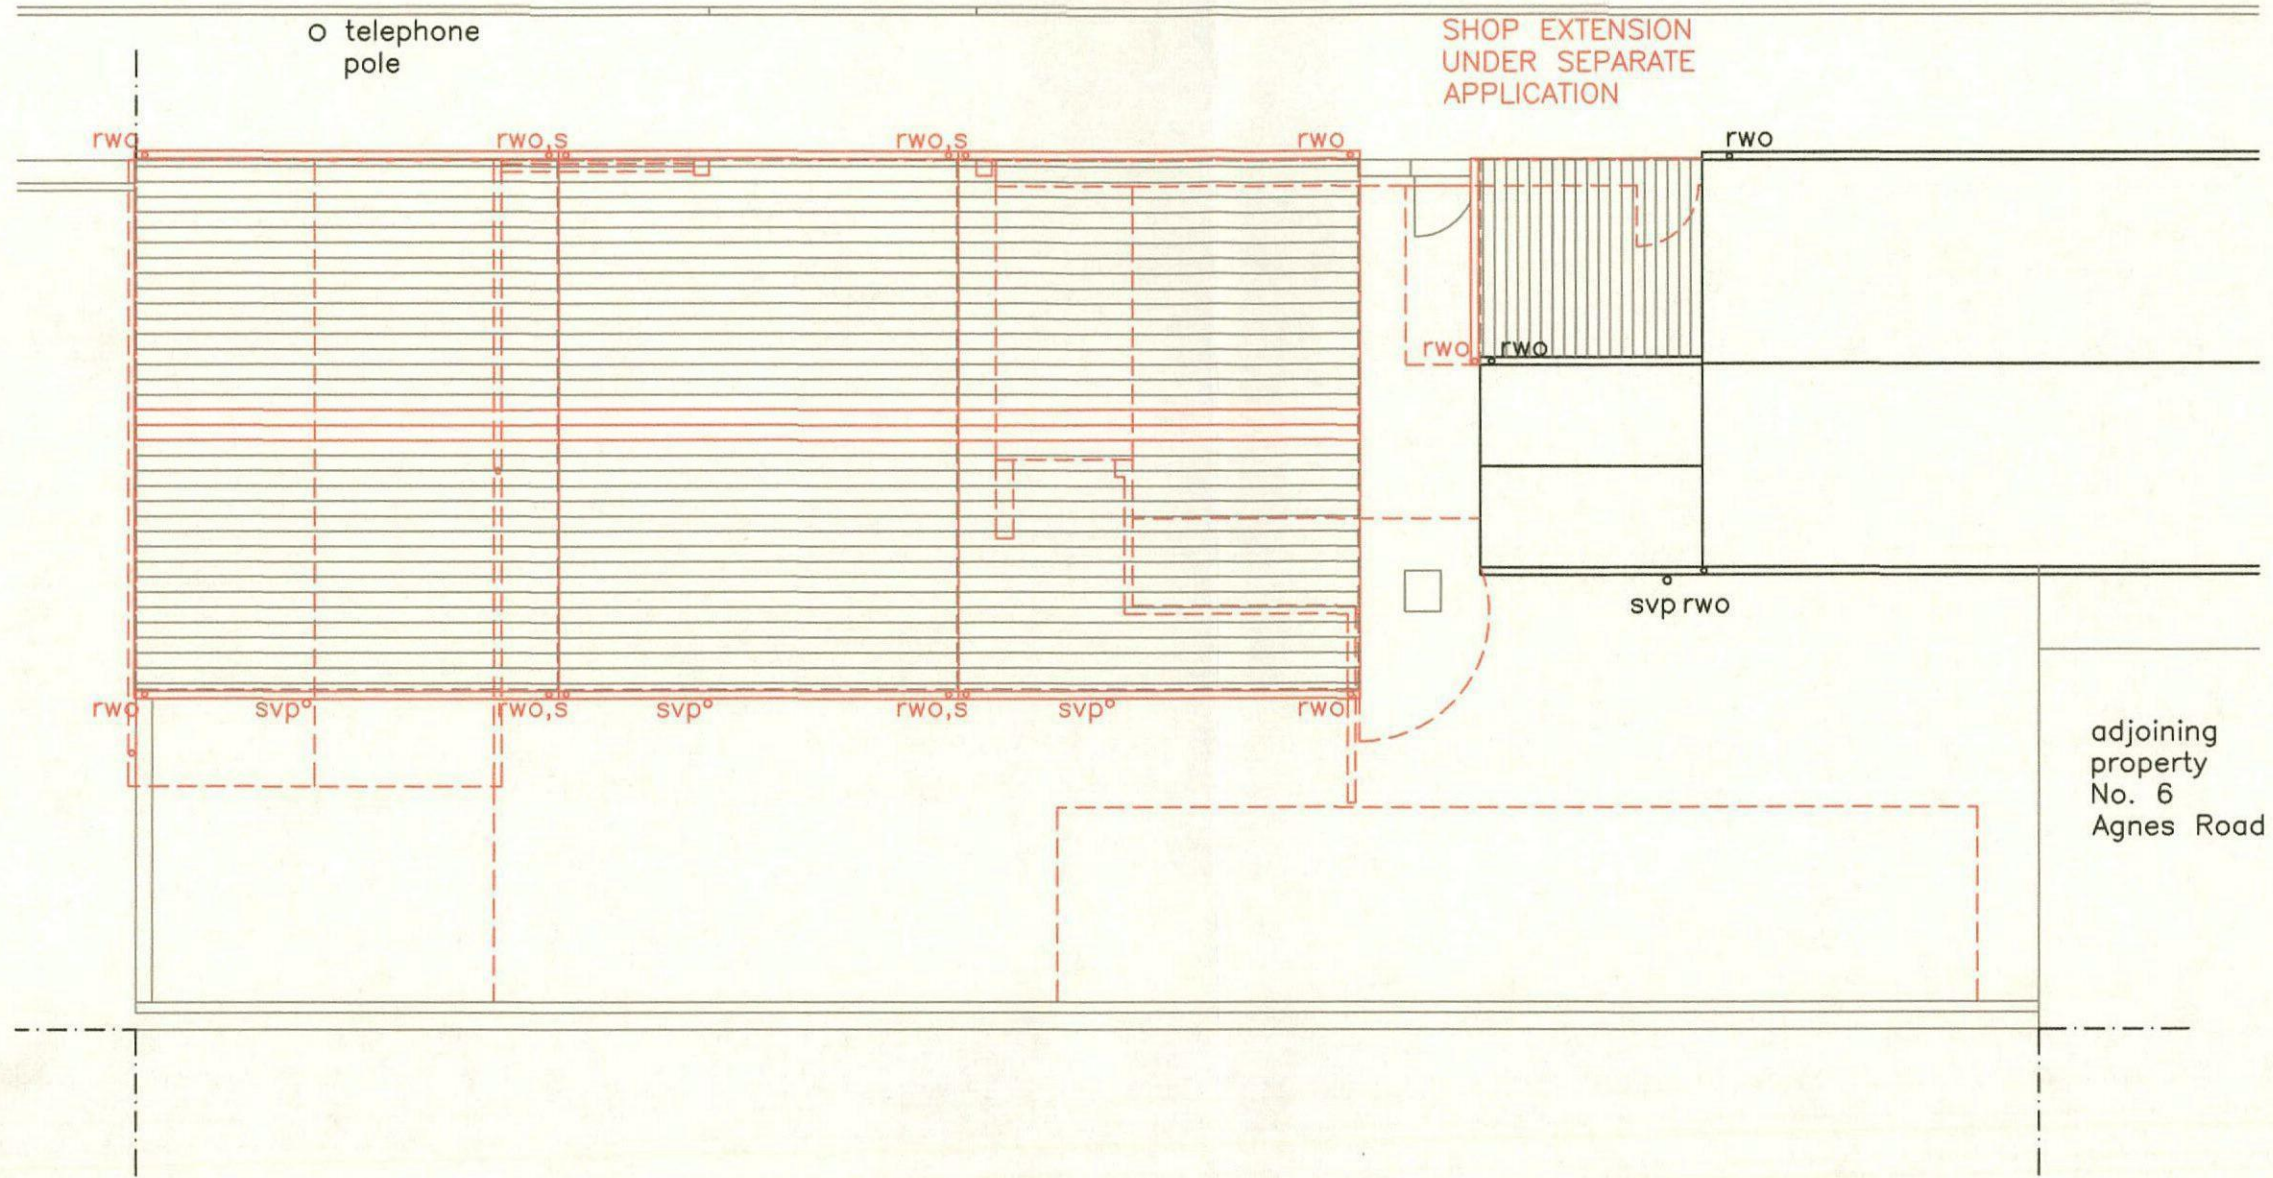 telephone
pole
SHOP EXTENSION
UNDER SEPARATE
APPLICATION
rwo
rwo,s
rwo,s
rwo
rwo
rwo
rwo
svp rwo
rwo
svp
rwo,s
svp
rwo,s
svp
rwo
adjoining
property
No. 6
Agnes Road